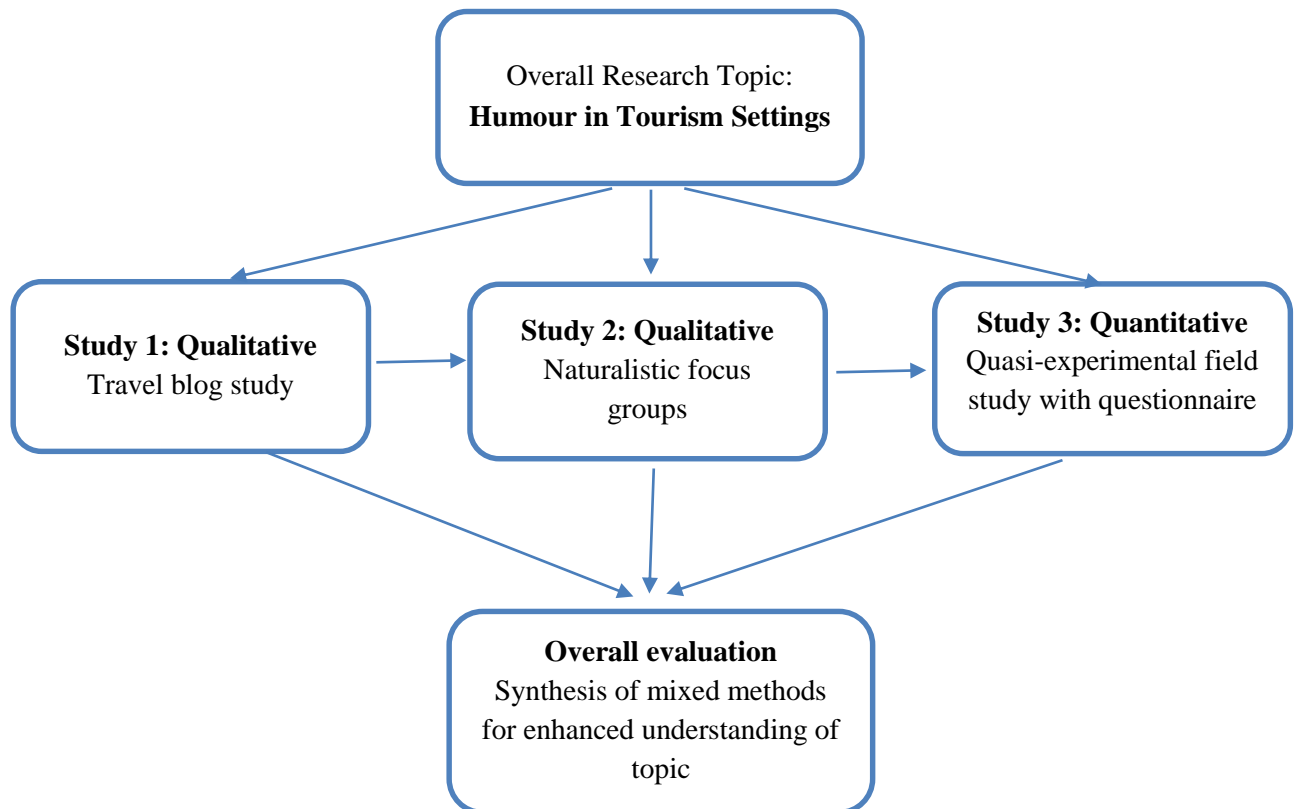 Overall Research Topic:
Humour in Tourism Settings
Study 1: Qualitative
Travel blog study
Study 2: Qualitative
Naturalistic focus
groups
Study 3: Quantitative
Quasi-experimental field
study with questionnaire
Overall evaluation
Synthesis of mixed methods
for enhanced understanding of
topic